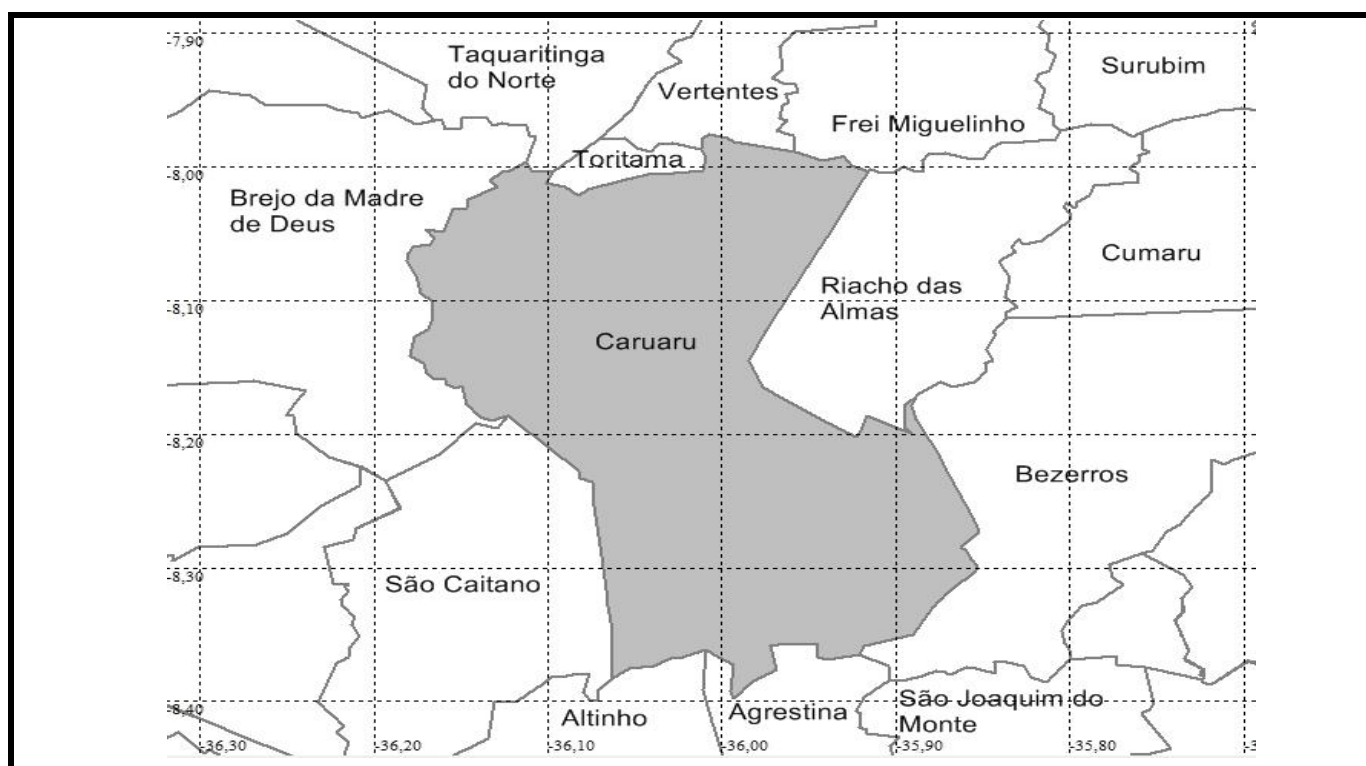 -7,90
Taquaritinga
do Norte
Vertentes
Surubim
Frei Miguelinho
Toritama
-8,00
Brejo da Madre
de Deus
Cumaru
Riacho das
Almas
-8,10
Caruaru
-8,20
Bezerros
-8,30
São Caitano
-8,40
Altinho
Agrestina
São Joaquim do
Monte
-36,30
-36,20
-36,10
-36,00
-35,90
-35,80